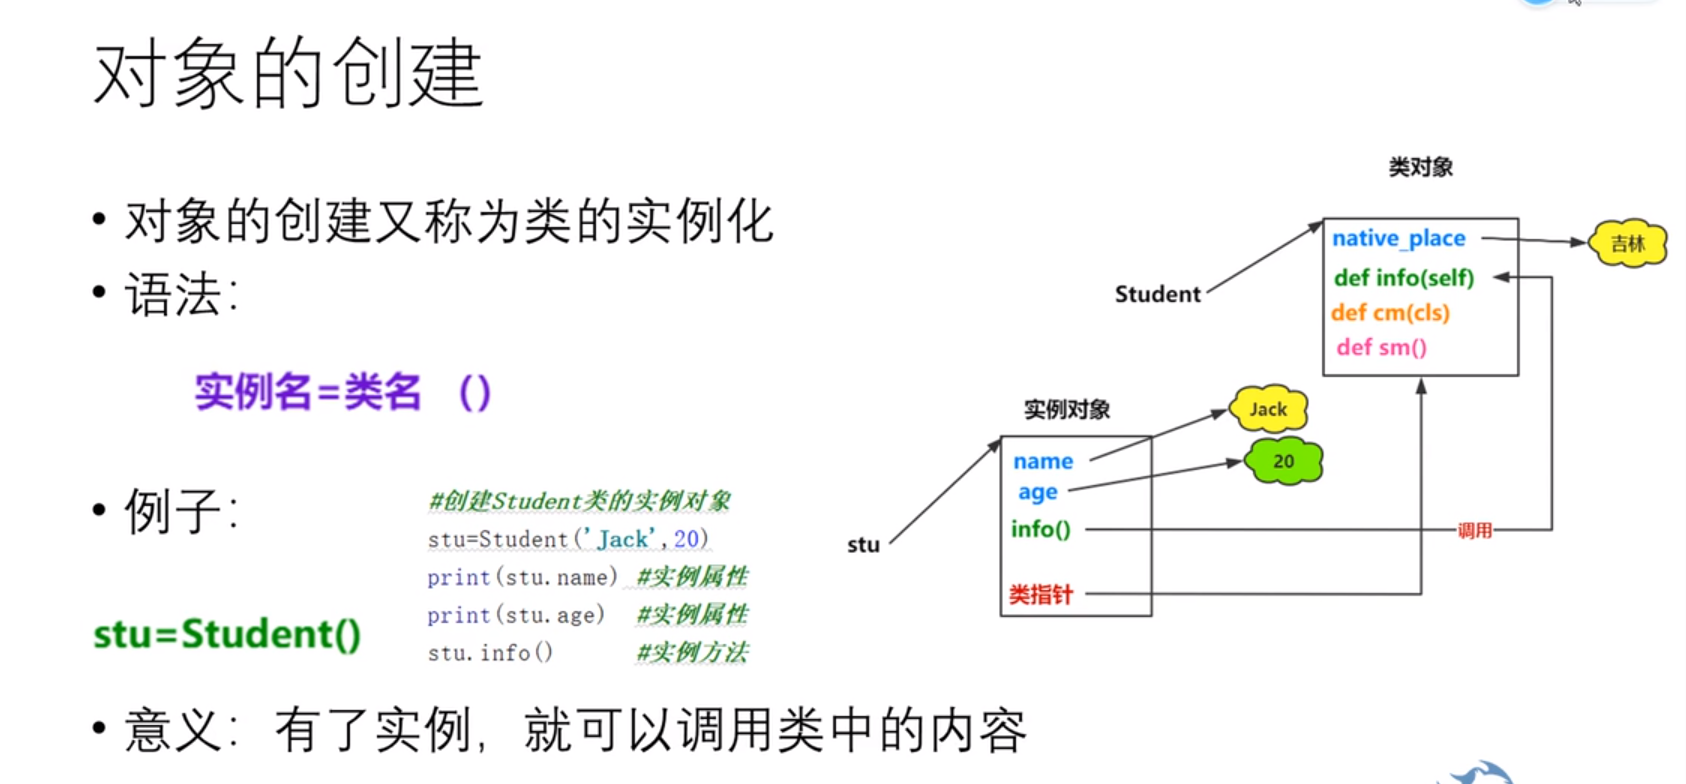 对象的创建
• 对象的创建又称为类的实例化
• 语法：
实例名=类名 （）
• 例子：
stu=Student()
#创建Student类的实例对象
stu=Student('Jack',20)
print(stu.name) #实例属性
print(stu.age) #实例属性
stu.info() #实例方法
• 意义：有了实例，就可以调用类中的内容
类对象
Student
native_place
吉林
def info(self)
def cm(cls)
def sm()
实例对象
stu
name
Jack
age
20
info()
调用
类指针